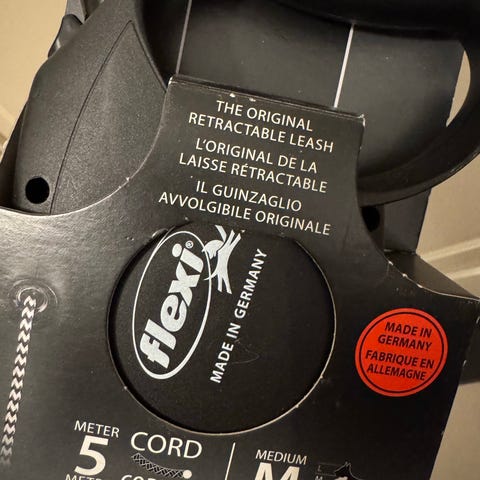 THE ORIGINAL
RETRACTABLE LEASH
L'ORIGINAL DE LA
LAISSE RÉTRACTABLE
IL GUINZAGLIO
AVVOLGIBILE ORIGINALE
flexi®
MADE IN GERMANY
MADE IN
GERMANY
FABRIQUÉ EN
ALLEMAGNE
METER
5
CORD
MEDIUM
M
L
M